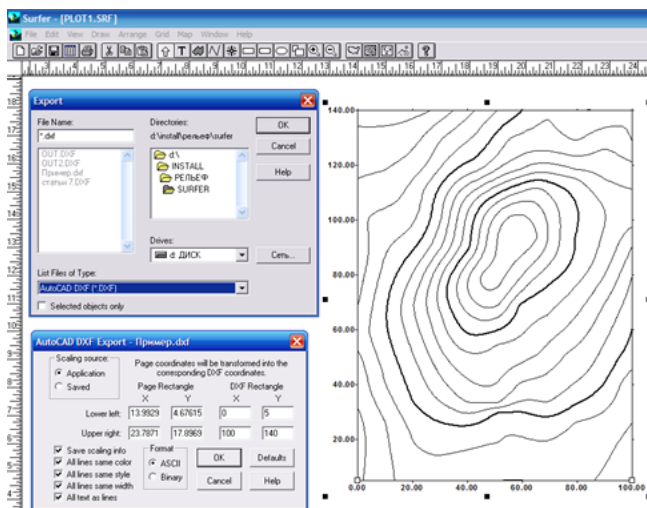 Surfer - [PLOT1.SRF]
File Edit View Draw Arrange Grid Map Window Help
Export
File Name:
*.dxf
OUT.DXF
OUT2.DXF
Пример.dxf
статьи 7.DXF
Directories:
d:\install\рельеф\surfer
d:\
INSTALL
РЕЛЬЕФ
SURFER
OK
Cancel
Help
Drives:
d: ДИСК
Сеть...
List Files of Type:
AutoCAD DXF (*.DXF)
Selected objects only
AutoCAD DXF Export - Пример.dxf
Scaling source:
Application
Saved
Page coordinates will be transformed into the
corresponding DXF coordinates.
Page Rectangle DXF Rectangle
X Y X Y
Lower left: 13.9929 4.67615 0 5
Upper right: 23.7871 17.8969 100 140
Save scaling info
All lines same color
All lines same style
All lines same width
All text as lines
Format
ASCII
Binary
OK
Defaults
Cancel
Help
140.00
120.00
100.00
80.00
60.00
40.00
20.00
0.00 20.00 40.00 60.00 80.00 100.00